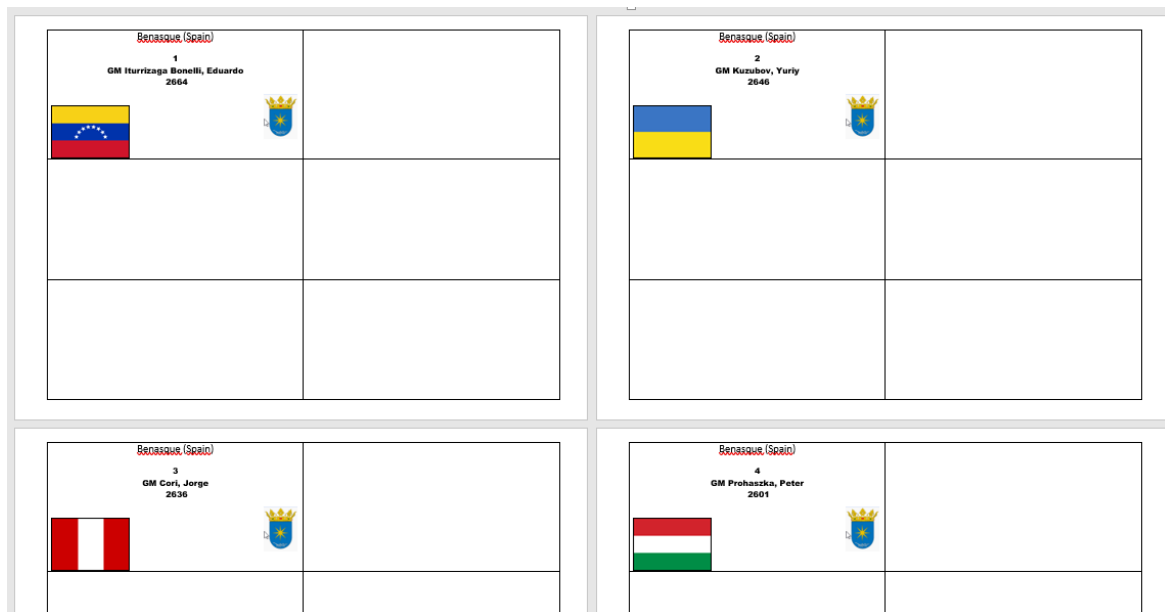 Benasque (Spain)
1
GM Iturrizaga Bonelli, Eduardo
2664
Benasque (Spain)
2
GM Kuzubov, Yuriy
2646
Benasque (Spain)
3
GM Cori, Jorge
2636
Benasque (Spain)
4
GM Prohaszka, Peter
2601